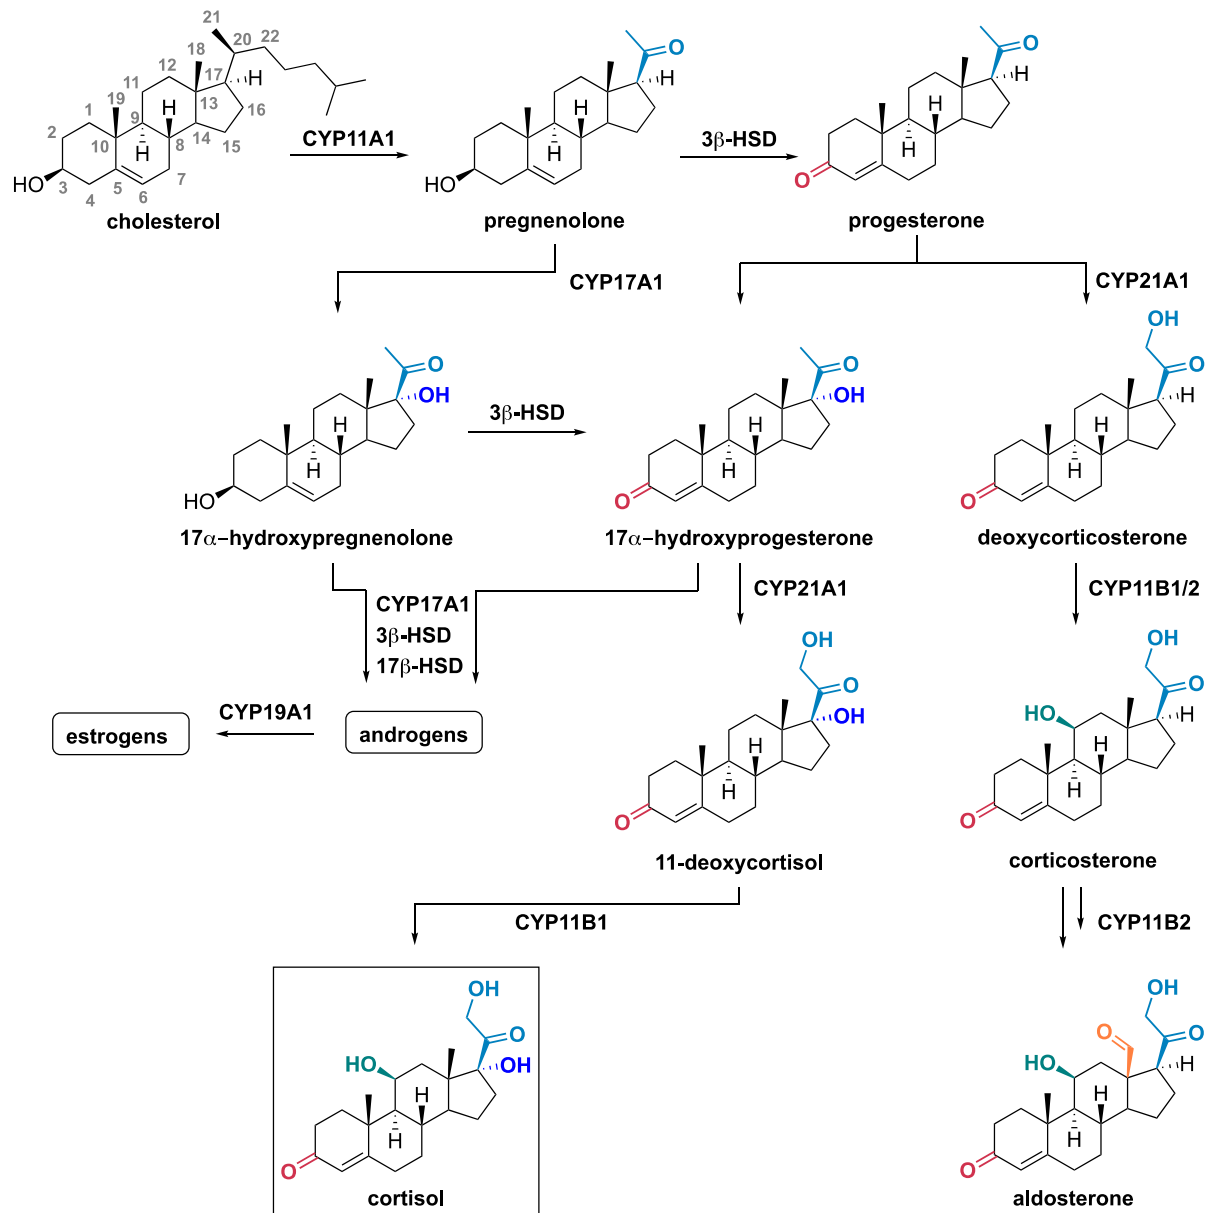 21
20
22
18
12
17
11
H
19
13
16
1
H
9
2
14
10
8
15
H
HO
3
5
7
4
6
cholesterol
CYP11A1
O
H
H
H
HO
pregnenolone
3β-HSD
O
H
H
H
O
progesterone
CYP17A1
CYP21A1
O
OH
H
H
HO
17α–hydroxypregnenolone
3β-HSD
O
OH
H
H
O
17α–hydroxyprogesterone
OH
O
H
H
H
O
deoxycorticosterone
CYP17A1
3β-HSD
17β-HSD
CYP21A1
CYP11B1/2
CYP19A1
estrogens
androgens
OH
O
OH
H
H
O
11-deoxycortisol
OH
O
HO
H
H
H
O
corticosterone
CYP11B1
CYP11B2
OH
O
HO
OH
H
H
O
cortisol
OH
O
O
HO
H
H
H
O
aldosterone